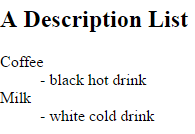 A Description List
Coffee
- black hot drink
Milk
- white cold drink